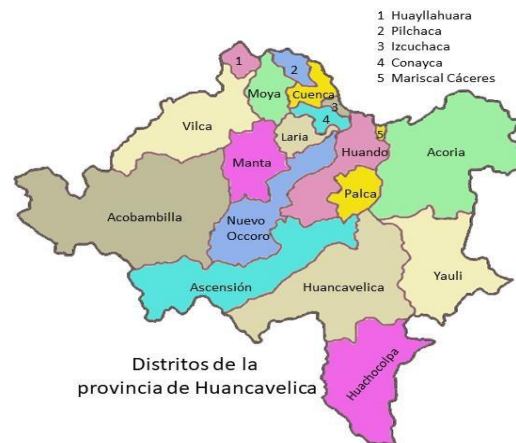 1 Huayllahuara
2 Pilchaca
3 Izcuchaca
4 Conayca
5 Mariscal Cáceres
1
2
Moya
Cuenca
3
4
5
Vilca
Laria
Huando
Acoria
Manta
Palca
Acobambilla
Nuevo
Occoro
Yauli
Ascensión
Huancavelica
Huachocolpa
Distritos de la
provincia de Huancavelica